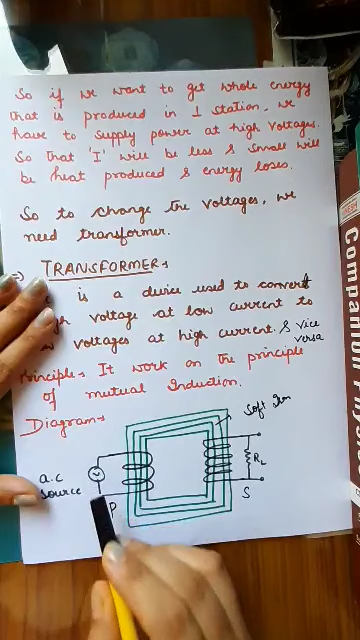 So if we want to get whole energy
that is produced in 1 station, we
have to supply power at high voltages.
So that 'I' will be less & small will
be heat produced & energy loses.
So to change the voltages, we
need transformer.
⇒ TRANSFORMER→
is a device used to convert
voltage at low current to
voltages at high current. & vice
versa
Principle→ It work on the principle
of mutual Induction.
Diagram→
Soft Iron
a.c
source
P
S
RL
Companion